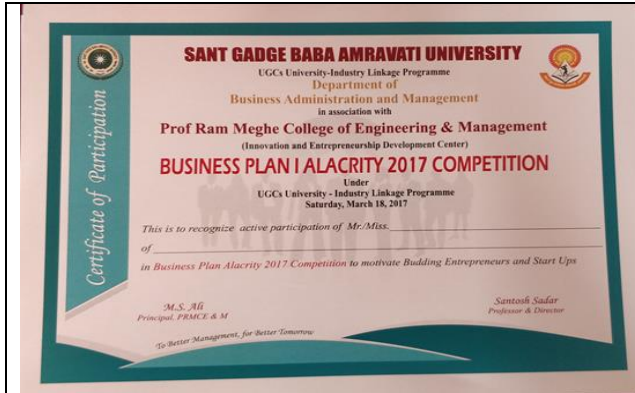 SANT GADGE BABA AMRAVATI UNIVERSITY
UGCs University-Industry Linkage Programme
Department of
Business Administration and Management
in association with
Prof Ram Meghe College of Engineering & Management
(Innovation and Entrepreneurship Development Center)
BUSINESS PLAN I ALACRITY 2017 COMPETITION
Under
UGCs University - Industry Linkage Programme
Saturday, March 18, 2017
Certificate of Participation
This is to recognize active participation of Mr./Miss.
of
in Business Plan Alacrity 2017 Competition to motivate Budding Entrepreneurs and Start Ups
M.S. Ali
Principal, PRMCE & M
Santosh Sadar
Professor & Director
To Better Management, for Better Tomorrow